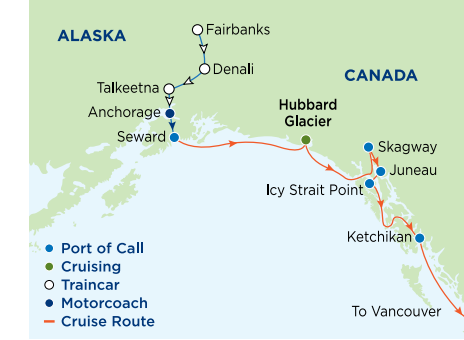 Fairbanks
ALASKA
Denali
CANADA
Talkeetna
Hubbard
Glacier
Anchorage
Seward
Skagway
Juneau
Icy Strait Point
Ketchikan
Port of Call
Cruising
Traincar
Motorcoach
Cruise Route
To Vancouver